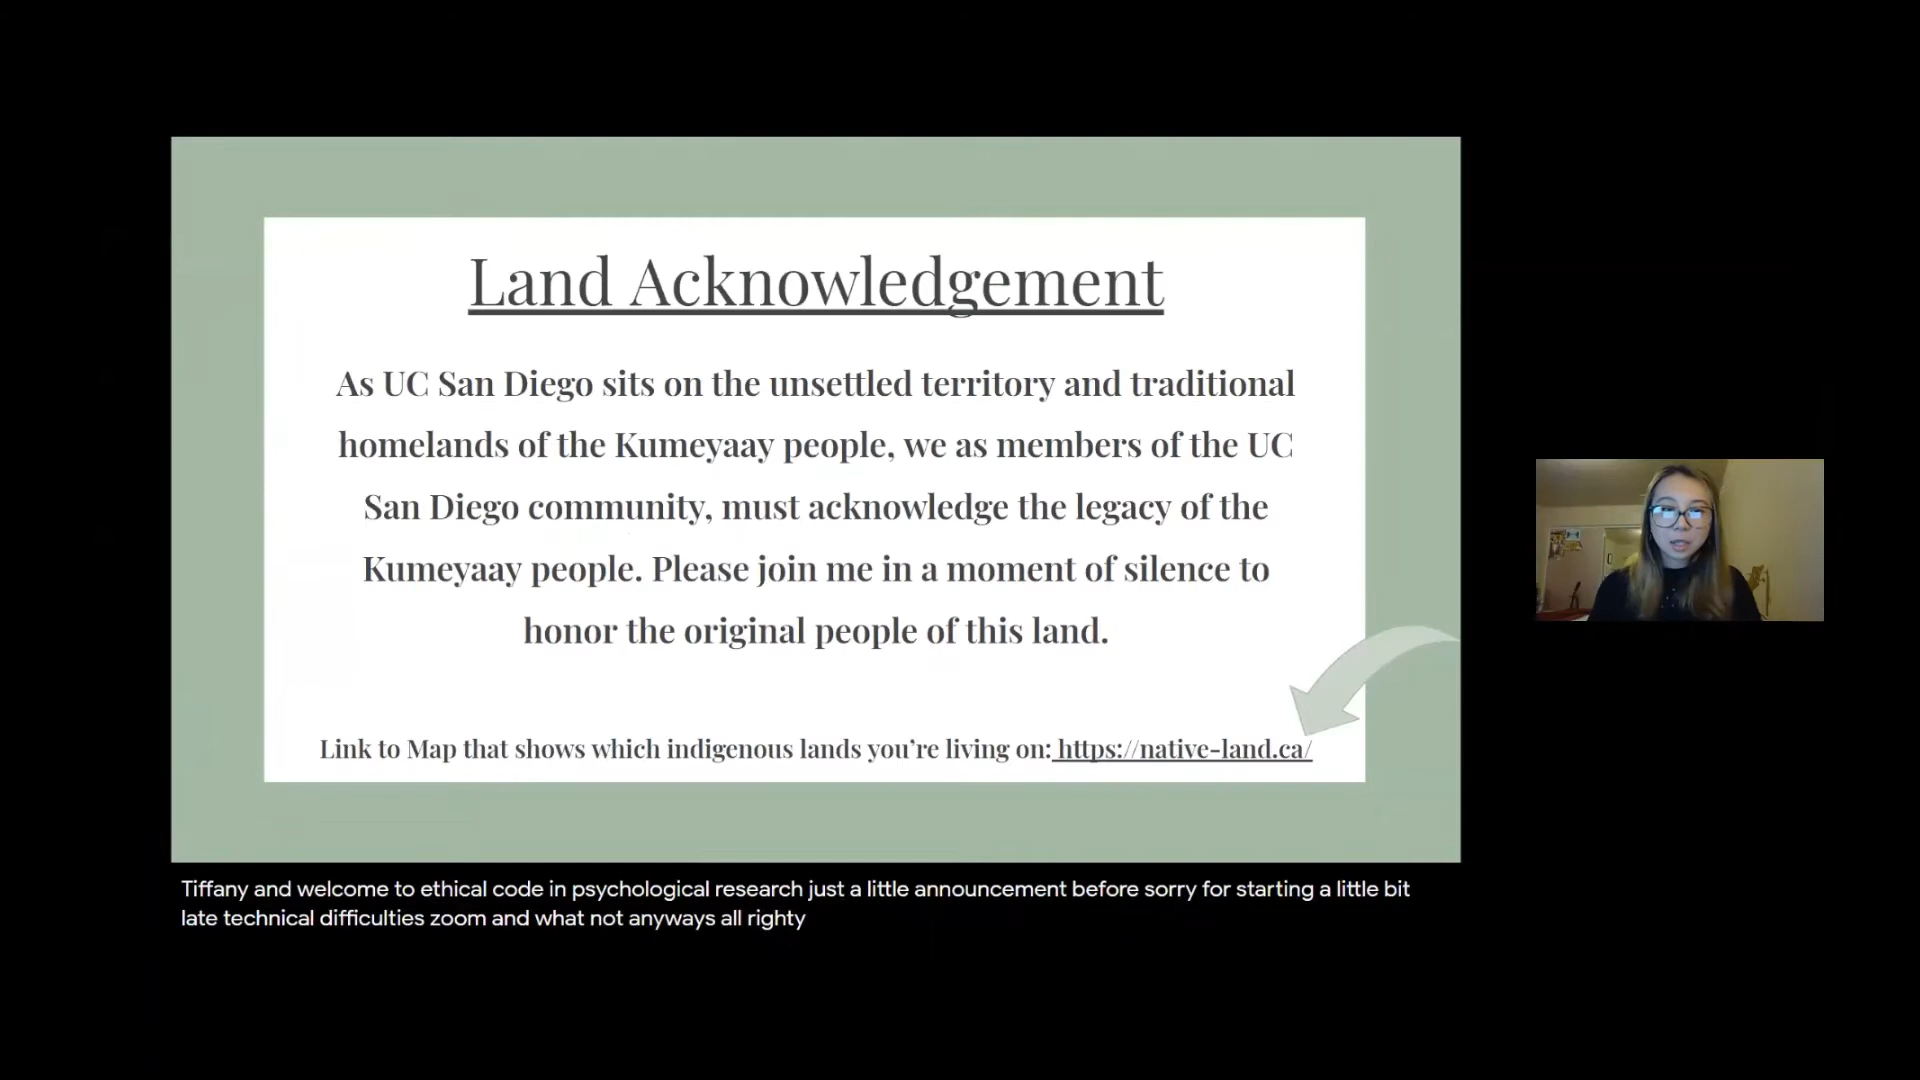 Land Acknowledgement
As UC San Diego sits on the unsettled territory and traditional
homelands of the Kumeyaay people, we as members of the UC
San Diego community, must acknowledge the legacy of the
Kumeyaay people. Please join me in a moment of silence to
honor the original people of this land.
Link to Map that shows which indigenous lands you’re living on: https://native-land.ca/
Tiffany and welcome to ethical code in psychological research just a little announcement before sorry for starting a little bit
late technical difficulties zoom and what not anyways all righty